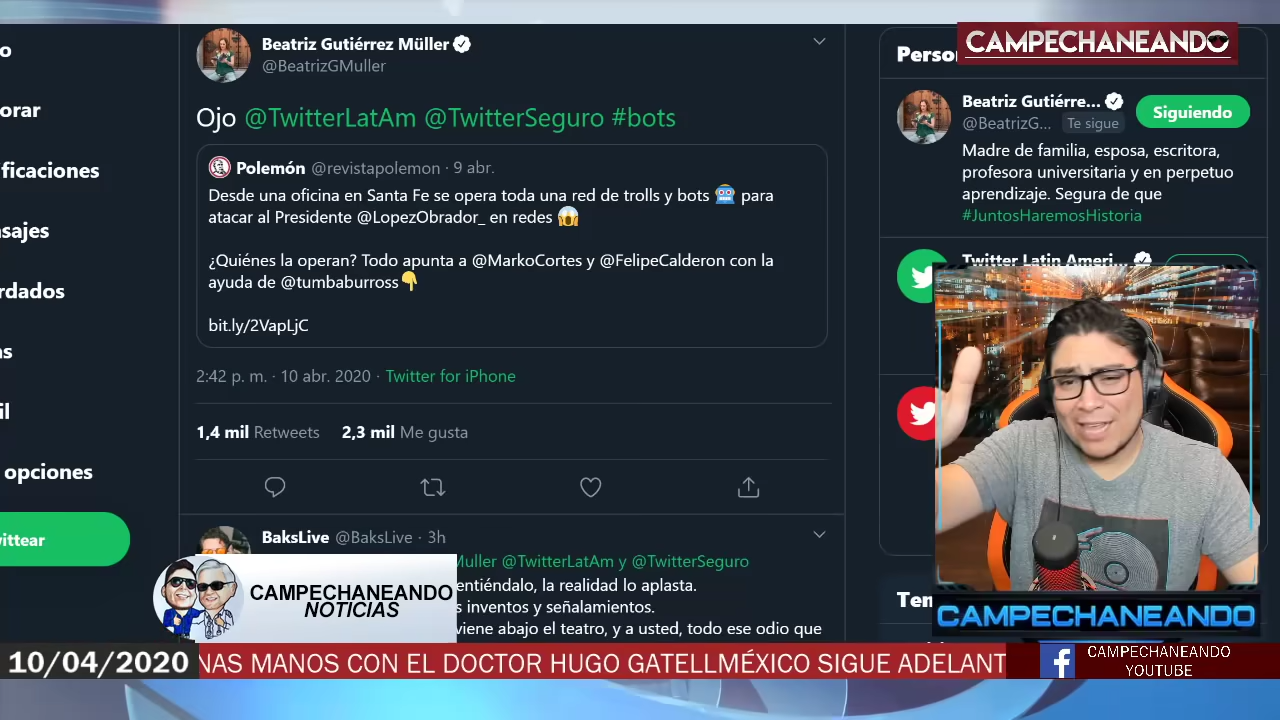 CAMPECHANEANDO
o
orar
ificaciones
nsajes
rdados
as
il
opciones
ittear
Beatriz Gutiérrez Müller
@BeatrizGMuller
Ojo @TwitterLatAm @TwitterSeguro #bots
Polemón @revistapolemon · 9 abr.
Desde una oficina en Santa Fe se opera toda una red de trolls y bots 🤖 para
atacar al Presidente @LopezObrador_ en redes 😱
¿Quiénes la operan? Todo apunta a @MarkoCortes y @FelipeCalderon con la
ayuda de @tumbaburross👇
bit.ly/2VapLjC
2:42 p. m. · 10 abr. 2020 · Twitter for iPhone
1,4 mil Retweets 2,3 mil Me gusta
BaksLive @BaksLive · 3h
Muller @TwitterLatAm y @TwitterSeguro
entiéndalo, la realidad lo aplasta.
s inventos y señalamientos.
viene abajo el teatro, y a usted, todo ese odio que
Perso
Beatriz Gutiérre...
@BeatrizG... Te sigue
Siguiendo
Madre de familia, esposa, escritora,
profesora universitaria y en perpetuo
aprendizaje. Segura de que
#JuntosHaremosHistoria
Twitter Latin Ameri...
Ten
CAMPECHANEANDO
CAMPECHANEANDO
NOTICIAS
10/04/2020
NAS MANOS CON EL DOCTOR HUGO GATELLMÉXICO SIGUE ADELANT
CAMPECHANEANDO
YOUTUBE